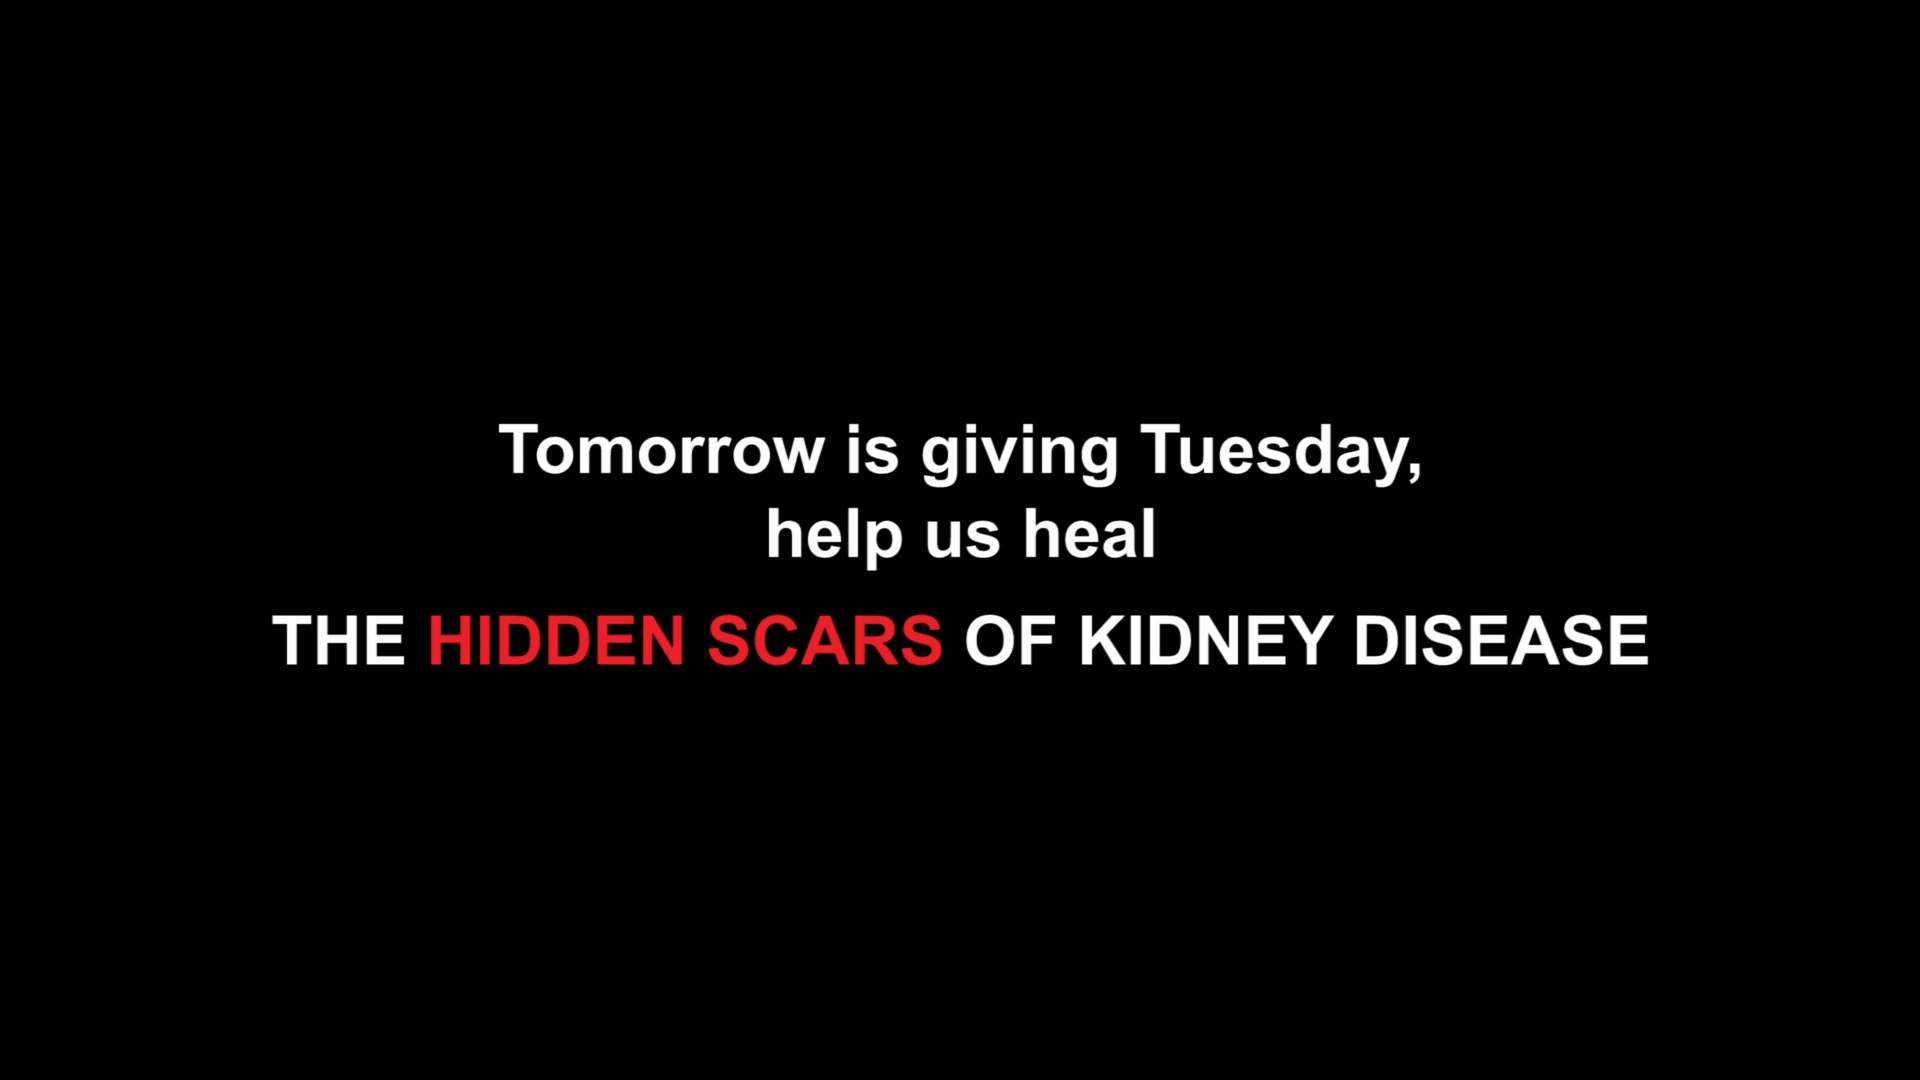 Tomorrow is giving Tuesday,
help us heal
THE HIDDEN SCARS OF KIDNEY DISEASE